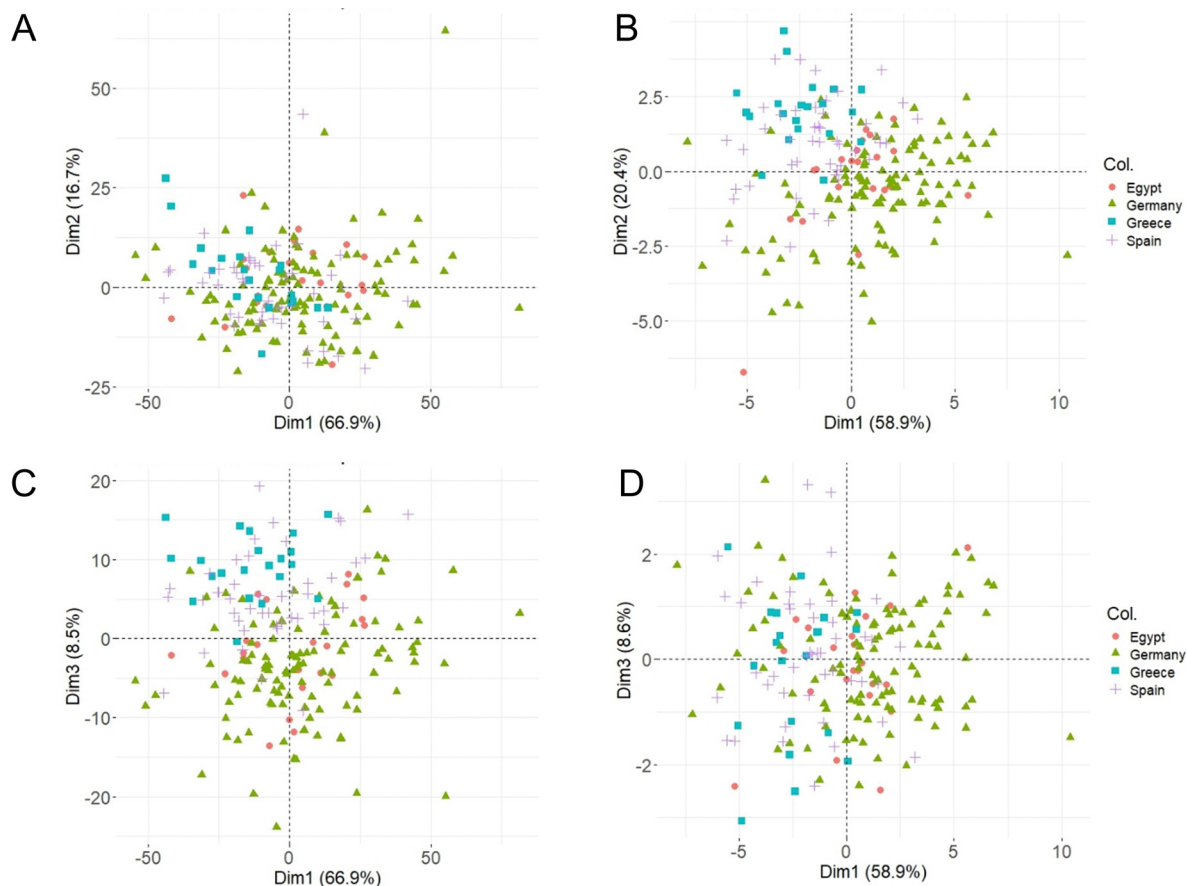 A
50
25
0
-25
Dim2 (16.7%)
-50
0
50
Dim1 (66.9%)
B
2.5
0.0
-2.5
-5.0
Dim2 (20.4%)
-5
0
5
10
Dim1 (58.9%)
Col.
Egypt
Germany
Greece
Spain
C
20
10
0
-10
-20
Dim3 (8.5%)
-50
0
50
Dim1 (66.9%)
D
2
0
-2
Dim3 (8.6%)
-5
0
5
10
Dim1 (58.9%)
Col.
Egypt
Germany
Greece
Spain